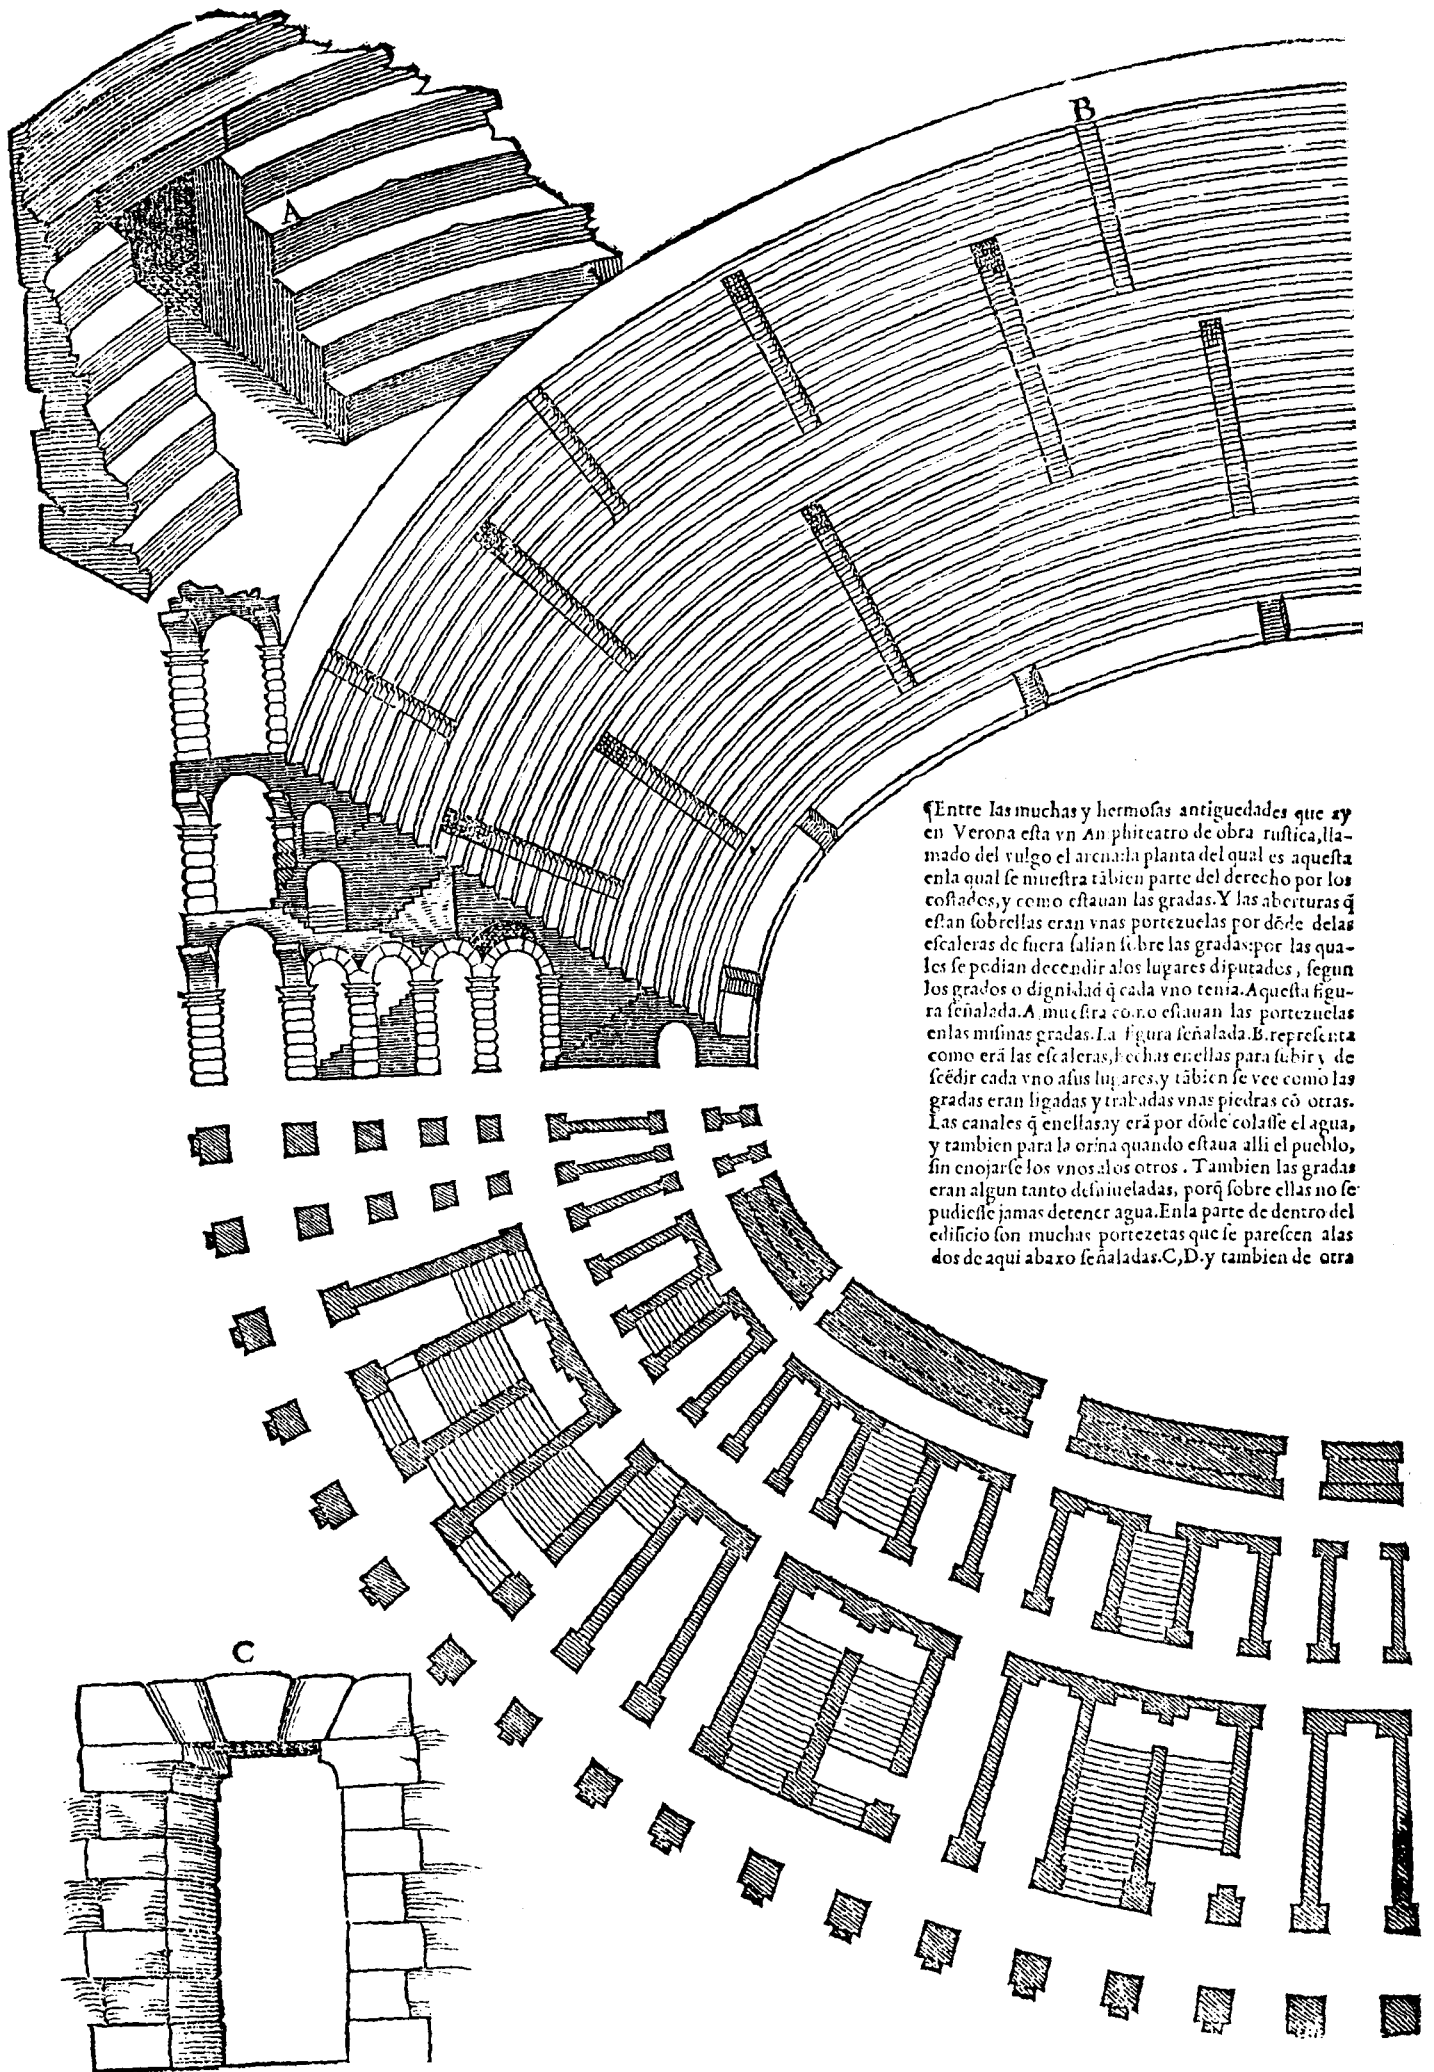 B
A
¶Entre las muchas y hermoſas antiguedades que ay
en Verona eſta vn Amphiteatro de obra ruſtica, lla-
mado del vulgo el arena: la planta del qual es aqueſta
enla qual ſe mueſtra tãbien parte del derecho por los
coſtados, y como eſtauan las gradas. Y las aberturas q̃
eſtan ſobrellas eran vnas portezuelas por dõde delas
eſcaleras de fuera ſalian ſobre las gradas: por las qua-
les ſe podian decendir alos lugares diputados, ſegun
los grados o dignidad q̃ cada vno tenia. Aqueſta figu-
ra ſeñalada. A. mueſtra como eſtauan las portezuelas
enlas miſmas gradas. La figura ſeñalada. B. repreſenta
como erã las eſcaleras, hechas enellas para ſubir y de
ſcẽdir cada vno aſus lugares, y tãbien ſe vee como las
gradas eran ligadas y trabadas vnas piedras cõ otras.
Las canales q̃ enellas ay erã por dõde colaſſe el agua,
y tambien para la orina quando eſtaua alli el pueblo,
ſin enojarſe los vnos alos otros. Tambien las gradas
eran algun tanto deſniueladas, porq̃ ſobre ellas no ſe
pudieſſe jamas detener agua. Enla parte de dentro del
edificio ſon muchas portezetas que ſe pareſcen alas
dos de aqui abaxo ſeñaladas. C, D. y tambien de otra
C